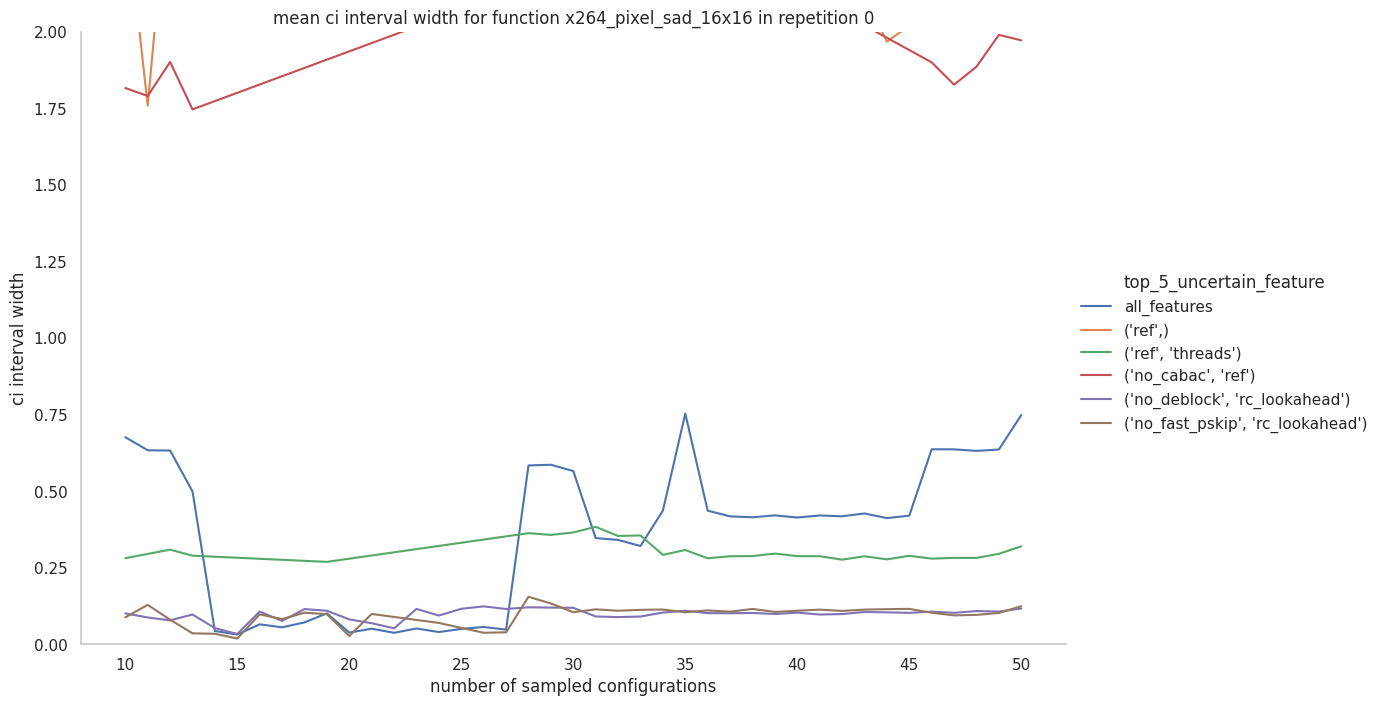 mean ci interval width for function x264_pixel_sad_16x16 in repetition 0
2.00
1.75
1.50
1.25
1.00
0.75
0.50
0.25
0.00
ci interval width
10 15 20 25 30 35 40 45 50
number of sampled configurations
top_5_uncertain_feature
all_features
('ref',)
('ref', 'threads')
('no_cabac', 'ref')
('no_deblock', 'rc_lookahead')
('no_fast_pskip', 'rc_lookahead')